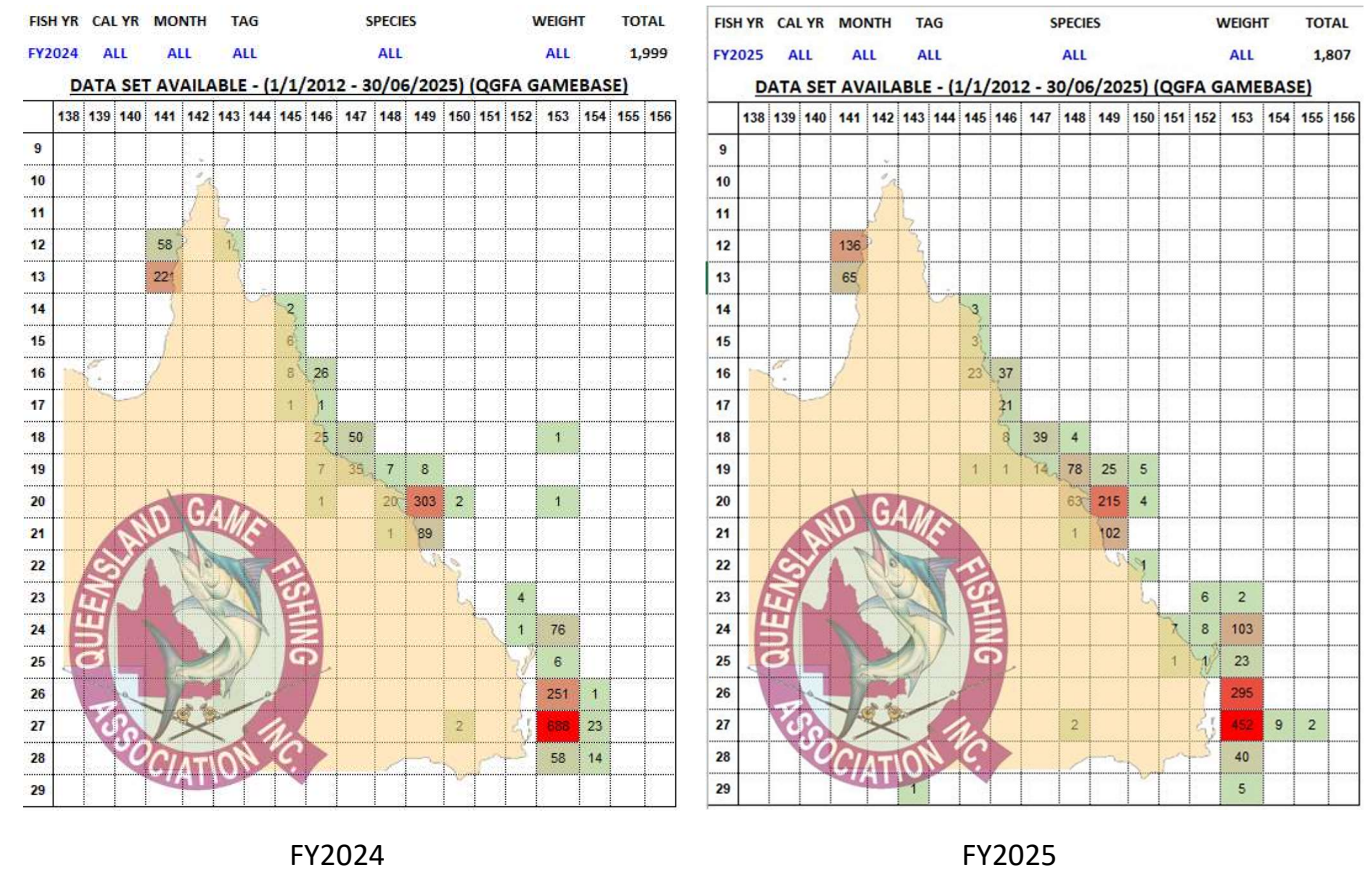 FISH YR CAL YR MONTH TAG SPECIES WEIGHT TOTAL
FY2024 ALL ALL ALL ALL ALL 1,999
DATA SET AVAILABLE - (1/1/2012 - 30/06/2025) (QGFA GAMEBASE)
138 139 140 141 142 143 144 145 146 147 148 149 150 151 152 153 154 155 156
9
10
11
12 58 1
13 221
14 2
15 6
16 8 26
17 1 1
18 25 50 1
19 7 35 7 8
20 1 20 303 2 1
21 1 89
22
23 4
24 1 76
25 6
26 251 1
27 2 688 23
28 58 14
29
QUEENSLAND GAME FISHING ASSOCIATION INC.
FY2024
FISH YR CAL YR MONTH TAG SPECIES WEIGHT TOTAL
FY2025 ALL ALL ALL ALL ALL 1,807
DATA SET AVAILABLE - (1/1/2012 - 30/06/2025) (QGFA GAMEBASE)
138 139 140 141 142 143 144 145 146 147 148 149 150 151 152 153 154 155 156
9
10
11
12 136
13 65
14 3
15 3
16 23 37
17 21
18 8 39 4
19 1 1 14 78 25 5
20 63 215 4
21 1 102
22 1
23 6 2
24 7 8 103
25 1 1 23
26 295
27 2 452 9 2
28 40
29 1 5
QUEENSLAND GAME FISHING ASSOCIATION INC.
FY2025